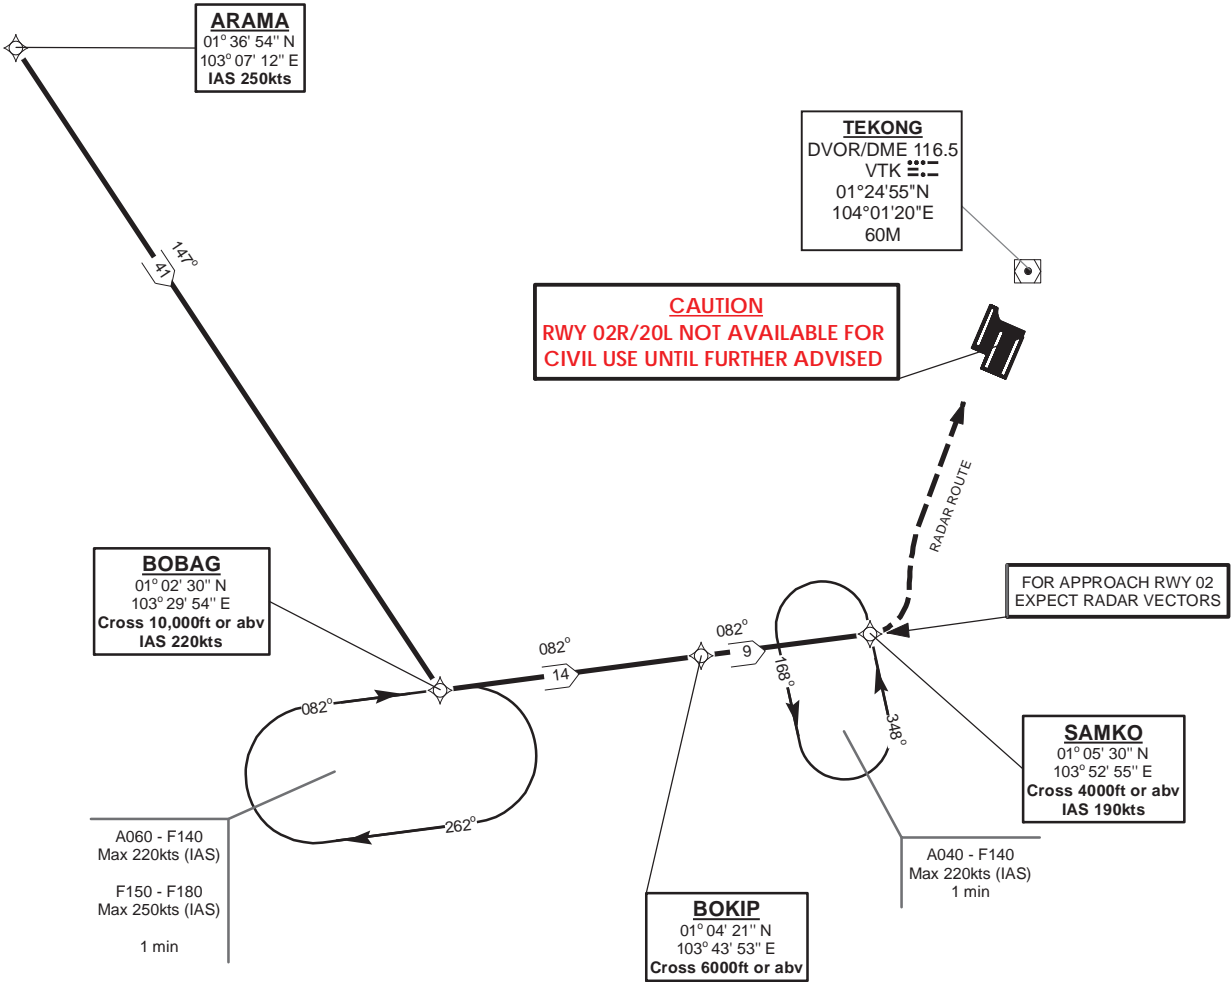 ARAMA
01° 36' 54" N
103° 07' 12" E
IAS 250kts
TEKONG
DVOR/DME 116.5
VTK
01°24'55"N
104°01'20"E
60M
147°
41
CAUTION
RWY 02R/20L NOT AVAILABLE FOR
CIVIL USE UNTIL FURTHER ADVISED
RADAR ROUTE
BOBAG
01° 02' 30" N
103° 29' 54" E
Cross 10,000ft or abv
IAS 220kts
FOR APPROACH RWY 02
EXPECT RADAR VECTORS
082°
14
082°
9
168°
348°
082°
262°
SAMKO
01° 05' 30" N
103° 52' 55" E
Cross 4000ft or abv
IAS 190kts
A060 - F140
Max 220kts (IAS)
F150 - F180
Max 250kts (IAS)
1 min
A040 - F140
Max 220kts (IAS)
1 min
BOKIP
01° 04' 21" N
103° 43' 53" E
Cross 6000ft or abv